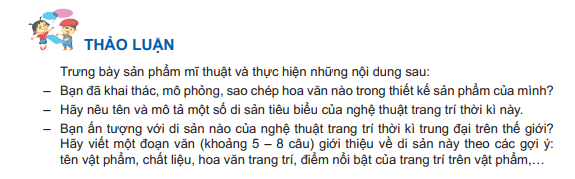 THẢO LUẬN
Trưng bày sản phẩm mĩ thuật và thực hiện những nội dung sau:
– Bạn đã khai thác, mô phỏng, sao chép hoa văn nào trong thiết kế sản phẩm của mình?
– Hãy nêu tên và mô tả một số di sản tiêu biểu của nghệ thuật trang trí thời kì này.
– Bạn ấn tượng với di sản nào của nghệ thuật trang trí thời kì trung đại trên thế giới?
Hãy viết một đoạn văn (khoảng 5 – 8 câu) giới thiệu về di sản này theo các gợi ý:
tên vật phẩm, chất liệu, hoa văn trang trí, điểm nổi bật của trang trí trên vật phẩm,…